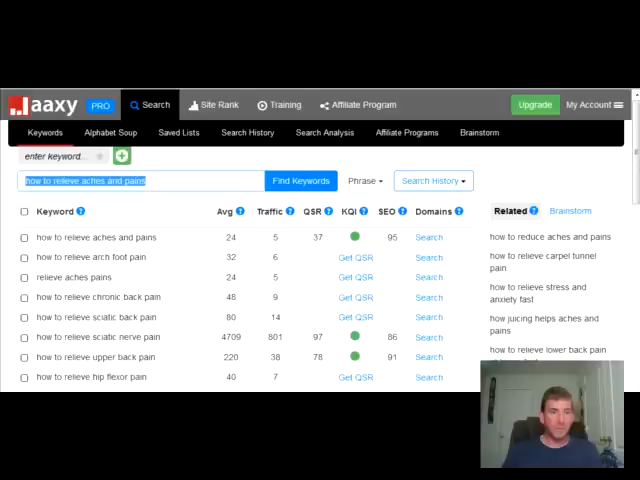 Jaaxy PRO Search Site Rank Training Affiliate Program Upgrade My Account
Keywords Alphabet Soup Saved Lists Search History Search Analysis Affiliate Programs Brainstorm
enter keyword...
how to relieve aches and pains Find Keywords Phrase Search History
Keyword ? Avg ? Traffic ? QSR ? KQI ? SEO ? Domains ? Related ? Brainstorm
how to relieve aches and pains 24 5 37 95 Search how to reduce aches and pains
how to relieve arch foot pain 32 6 Get QSR Search how to relieve carpel tunnel
pain
relieve aches pains 24 5 Get QSR Search
how to relieve stress and
anxiety fast
how to relieve chronic back pain 48 9 Get QSR Search
how to relieve sciatic back pain 80 14 Get QSR Search how juicing helps aches and
pains
how to relieve sciatic nerve pain 4709 801 97 86 Search
how to relieve upper back pain 220 38 78 91 Search how to relieve lower back pain
how to relieve hip flexor pain 40 7 Get QSR Search